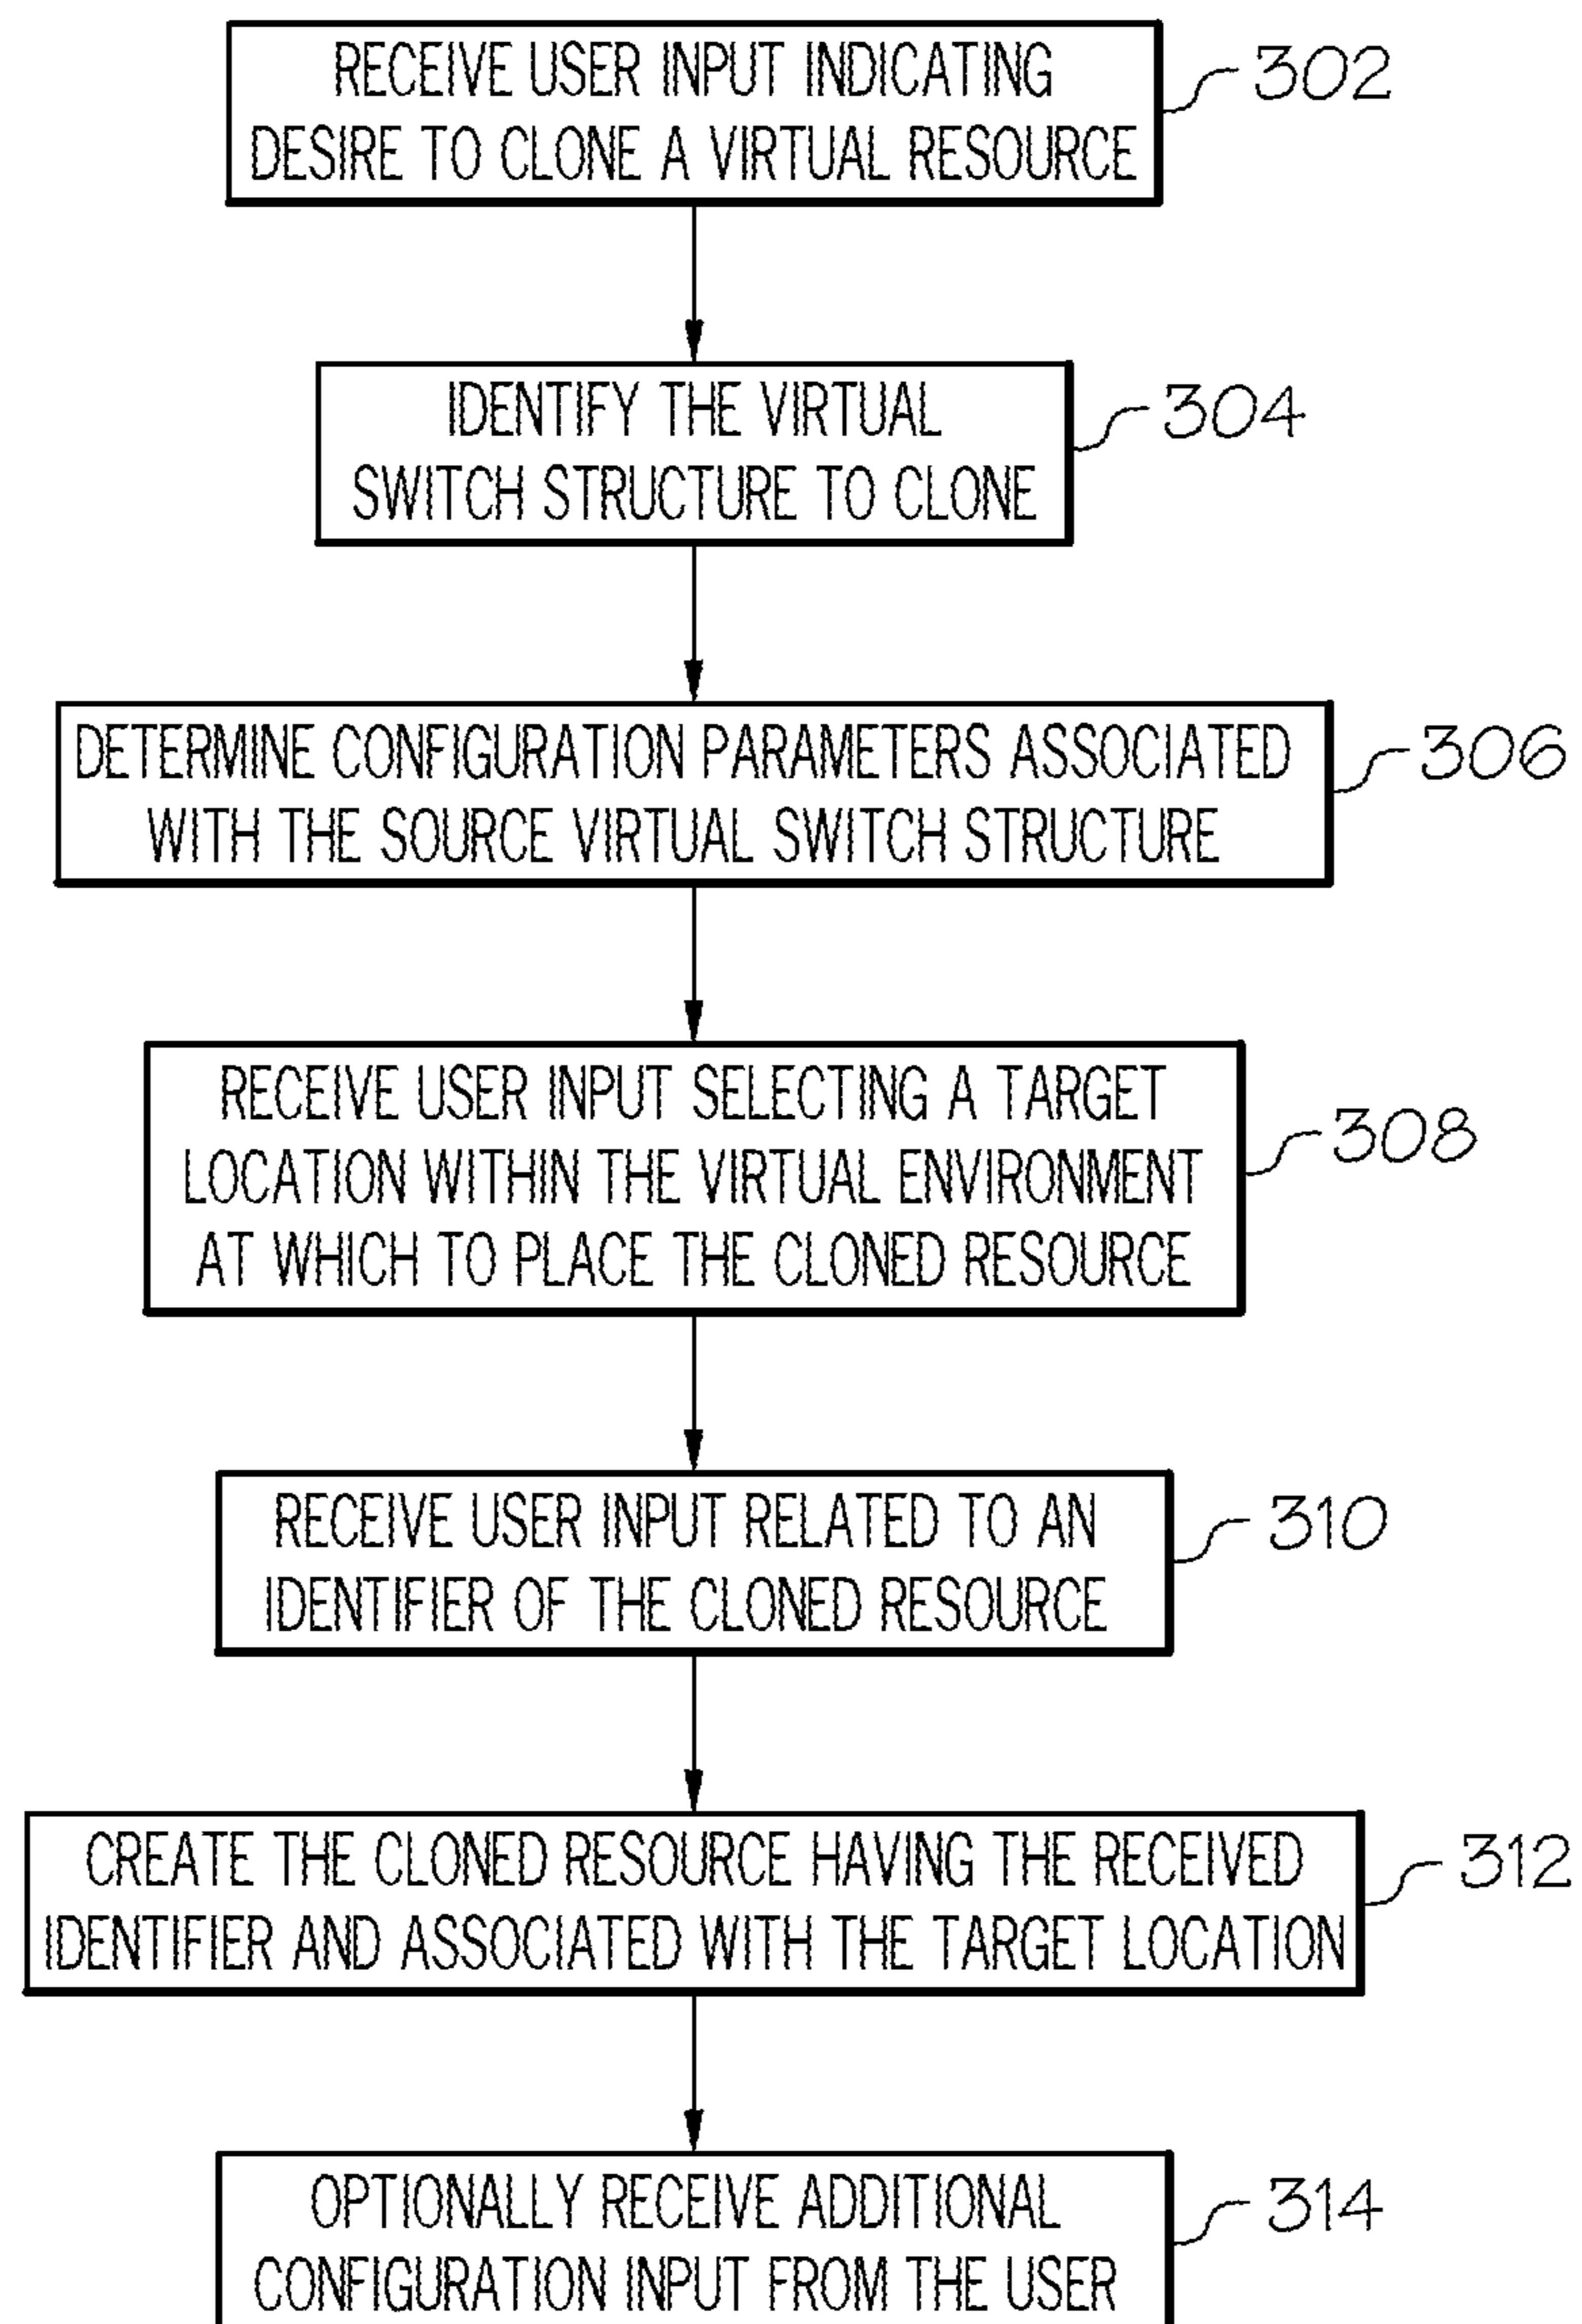 RECEIVE USER INPUT INDICATING
DESIRE TO CLONE A VIRTUAL RESOURCE
302
IDENTIFY THE VIRTUAL
SWITCH STRUCTURE TO CLONE
304
DETERMINE CONFIGURATION PARAMETERS ASSOCIATED
WITH THE SOURCE VIRTUAL SWITCH STRUCTURE
306
RECEIVE USER INPUT SELECTING A TARGET
LOCATION WITHIN THE VIRTUAL ENVIRONMENT
AT WHICH TO PLACE THE CLONED RESOURCE
308
RECEIVE USER INPUT RELATED TO AN
IDENTIFIER OF THE CLONED RESOURCE
310
CREATE THE CLONED RESOURCE HAVING THE RECEIVED
IDENTIFIER AND ASSOCIATED WITH THE TARGET LOCATION
312
OPTIONALLY RECEIVE ADDITIONAL
CONFIGURATION INPUT FROM THE USER
314